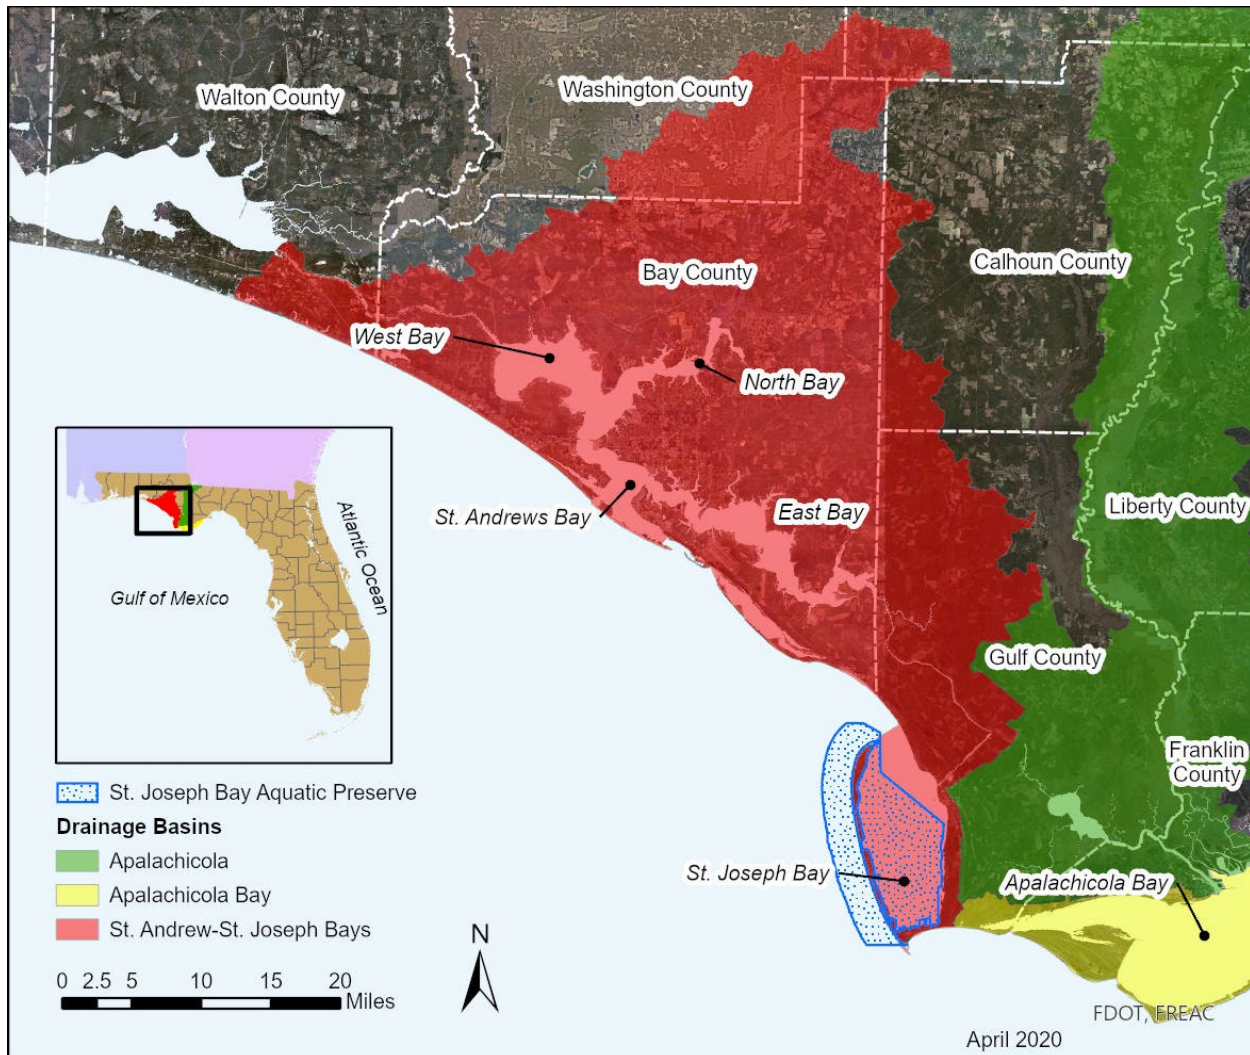 Walton County
Washington County
Bay County
Calhoun County
West Bay
North Bay
St. Andrews Bay
East Bay
Liberty County
Gulf County
Franklin
County
Atlantic Ocean
Gulf of Mexico
St. Joseph Bay
Apalachicola Bay
St. Joseph Bay Aquatic Preserve
Drainage Basins
Apalachicola
Apalachicola Bay
St. Andrew-St. Joseph Bays
0 2.5 5 10 15 20
Miles
N
FDOT, FREAC
April 2020